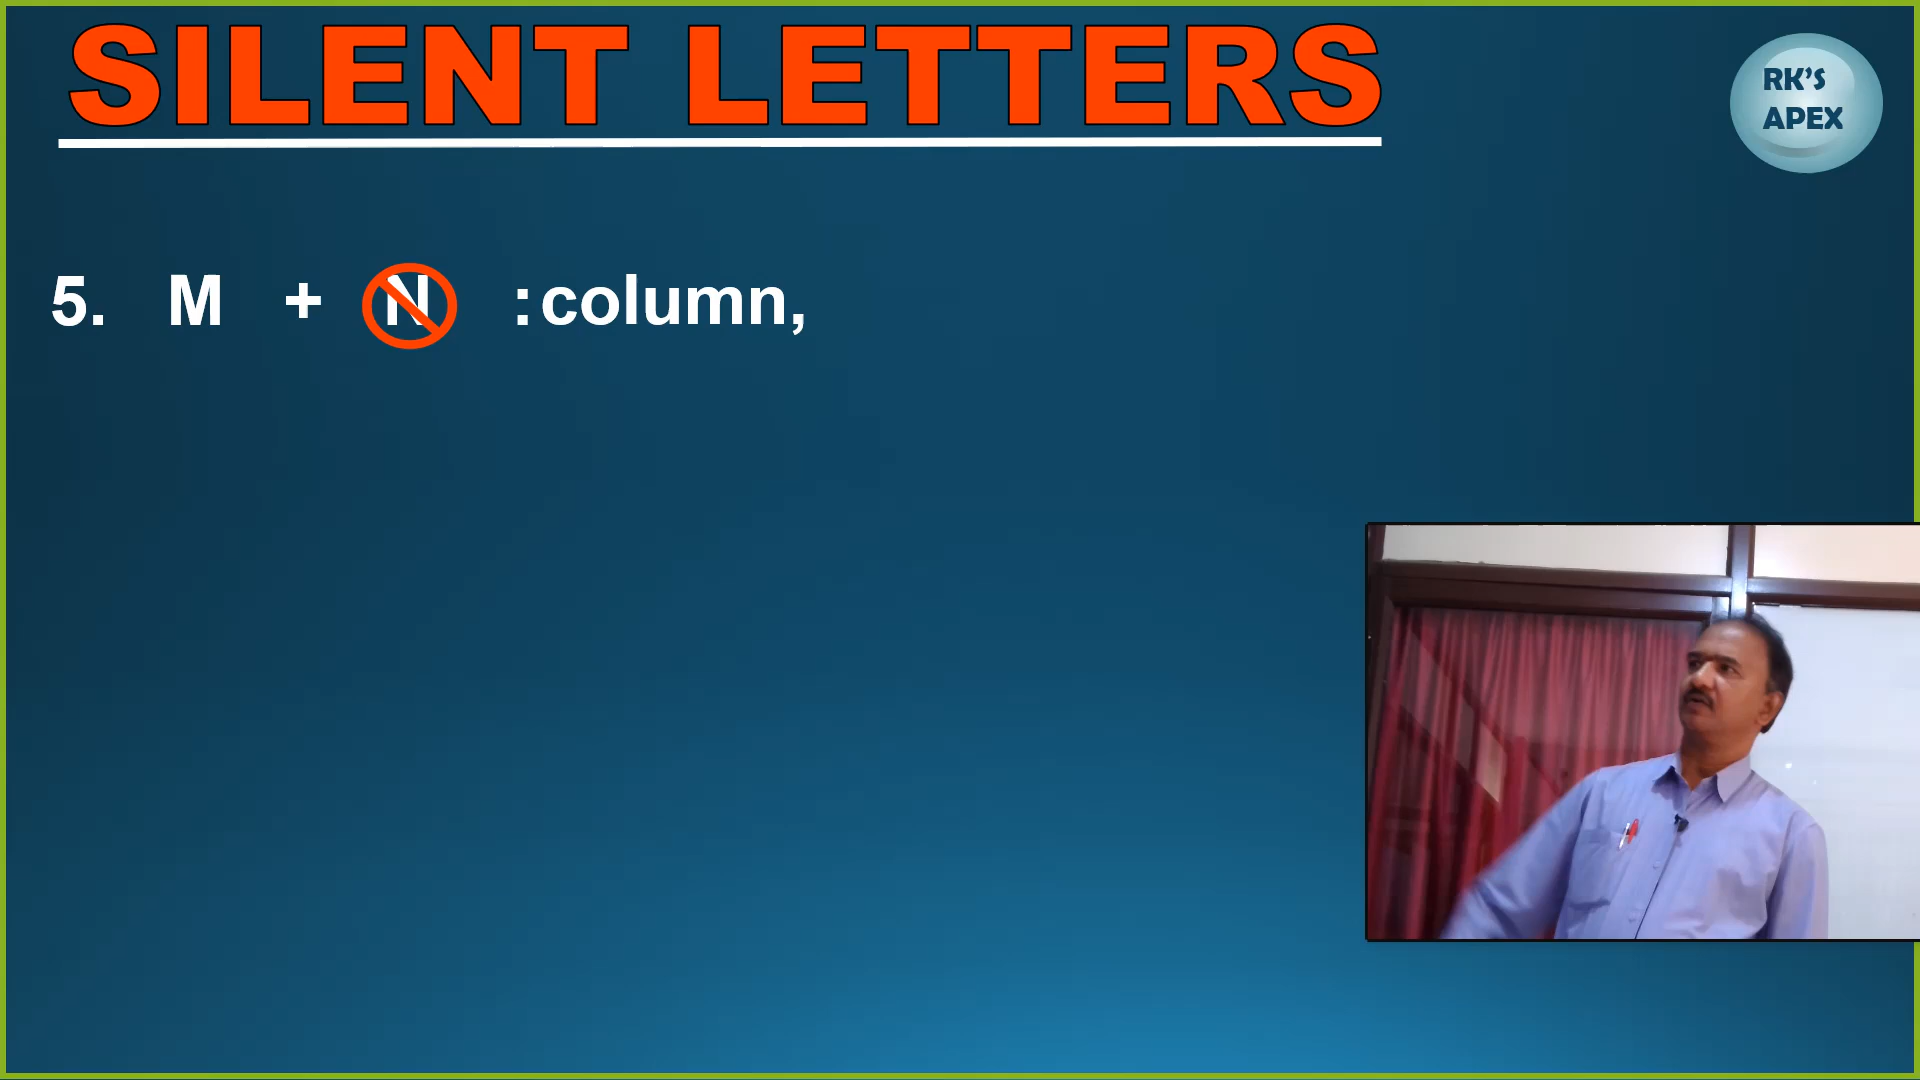 SILENT LETTERS
RK'S
APEX
5. M + N :column,